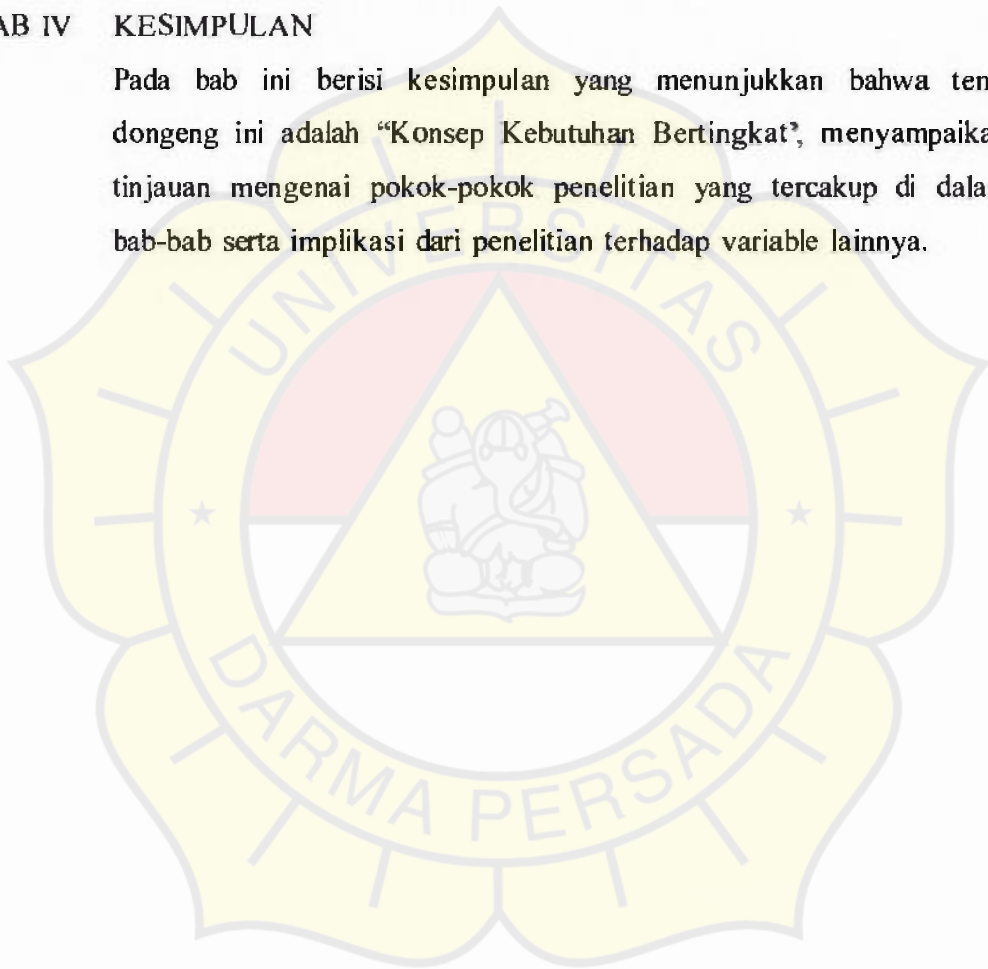 AB IV KESIMPULAN
Pada bab ini berisi kesimpulan yang menunjukkan bahwa tem
dongeng ini adalah “Konsep Kebutuhan Bertingkat”, menyampaika
tinjauan mengenai pokok-pokok penelitian yang tercakup di dala
bab-bab serta implikasi dari penelitian terhadap variable lainnya.
UNIVERSITAS
DARMA PERSADA